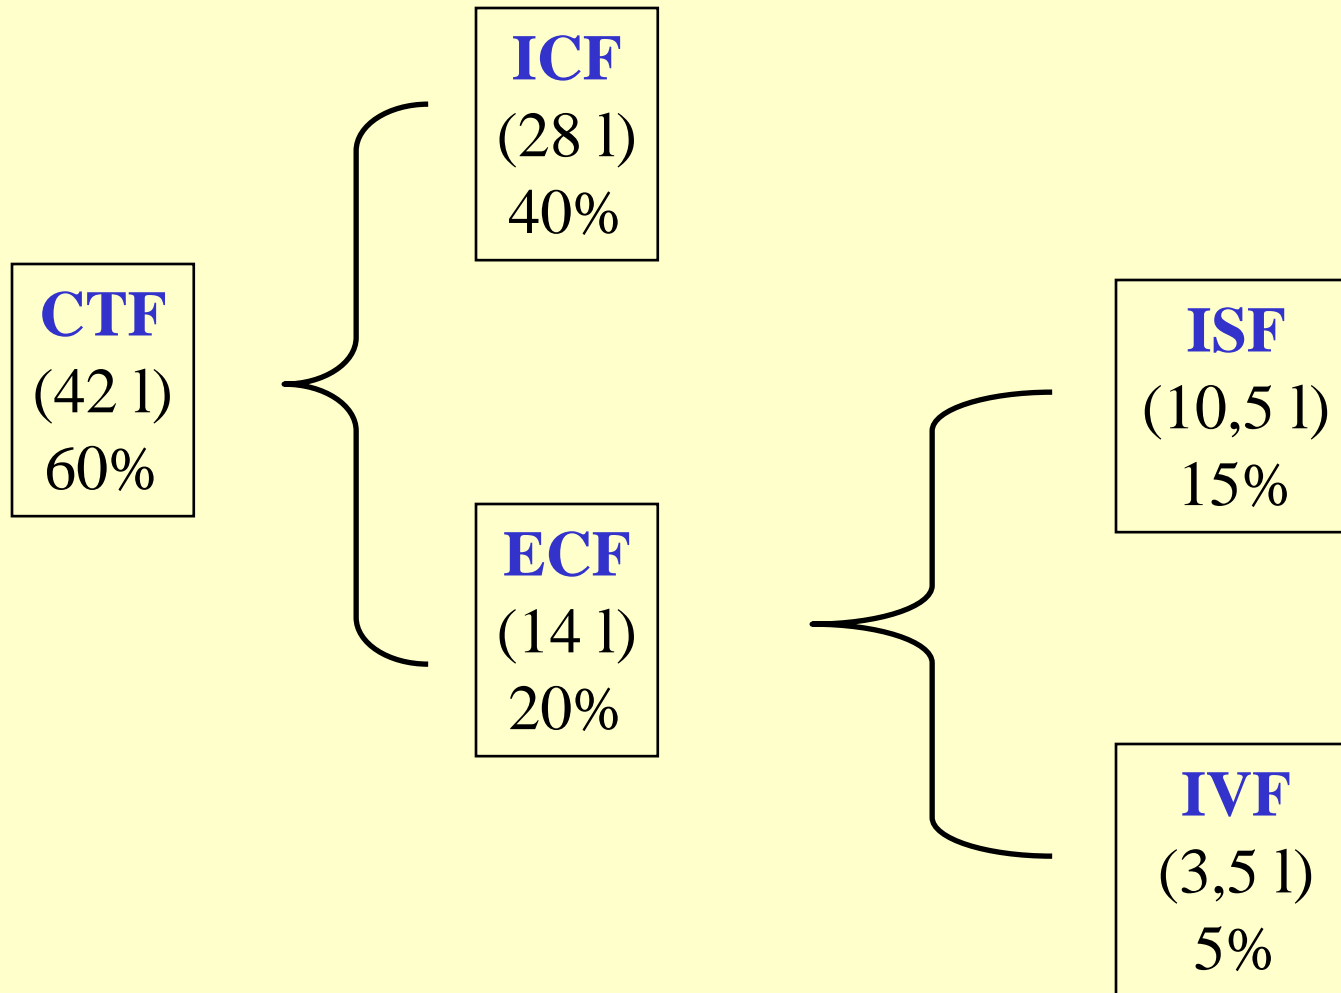 ICF
(28 l)
40%
CTF
(42 l)
60%
ECF
(14 l)
20%
ISF
(10,5 l)
15%
IVF
(3,5 l)
5%